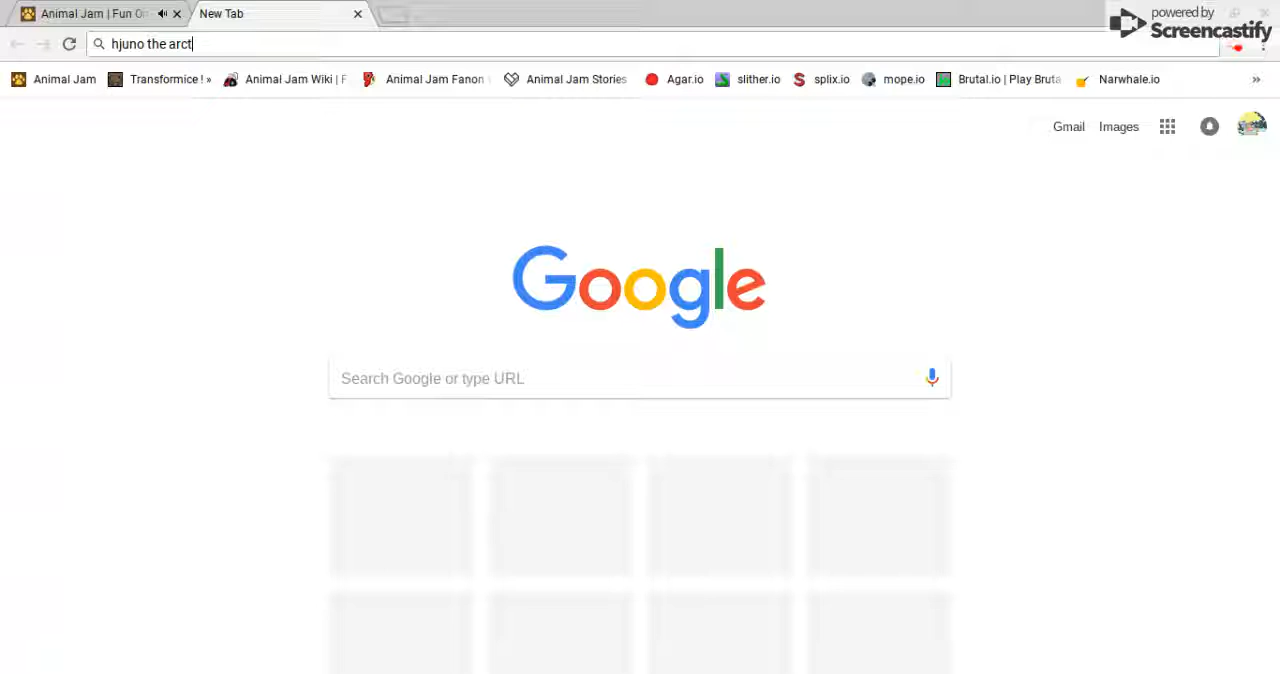 Animal Jam | Fun O
New Tab
powered by
Screencastify
hjuno the arct
Animal Jam
Transformice ! »
Animal Jam Wiki | F
Animal Jam Fanon
Animal Jam Stories
Agar.io
slither.io
splix.io
mope.io
Brutal.io | Play Bruta
Narwhale.io
»
Gmail
Images
Google
Search Google or type URL